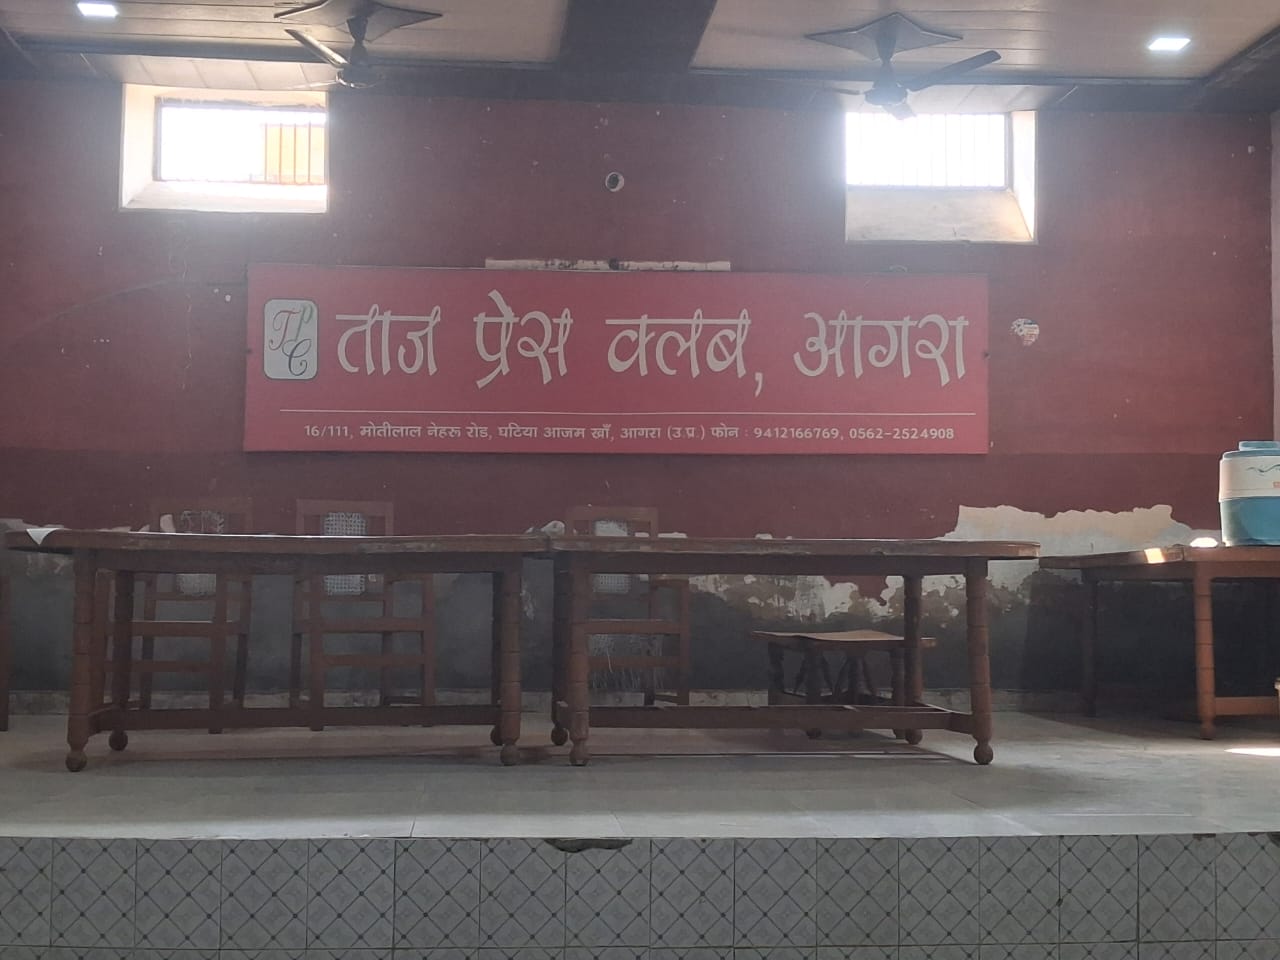 TPC
ताज प्रेस क्लब, आगरा
16/111, मोतीलाल नेहरू रोड, घटिया आजम खाँ, आगरा (उ.प्र.) फोन : 9412166769, 0562-2524908